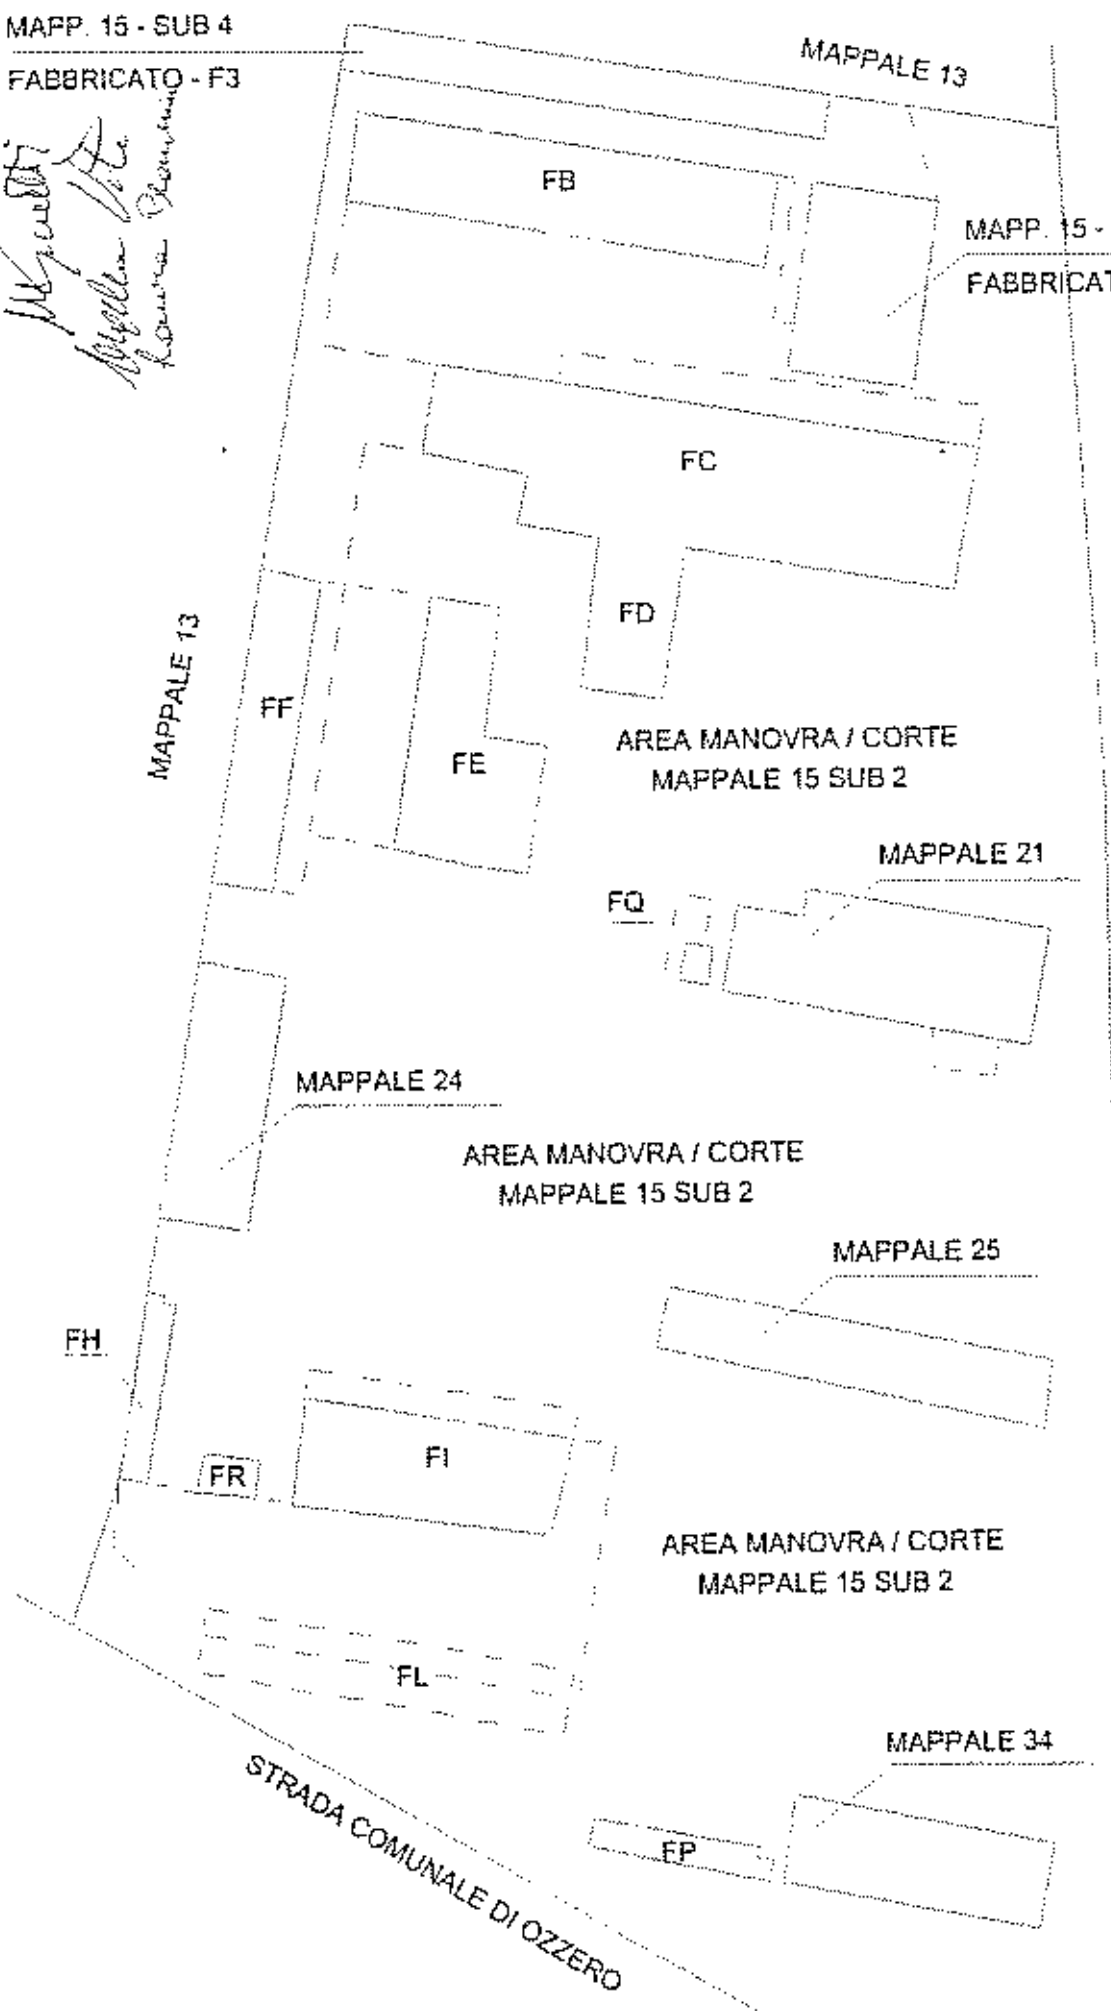 MAPP. 15 - SUB 4
FABBRICATO - F3
MAPPALE 13
FB
MAPP. 15 -
FABBRICAT
FC
FD
MAPPALE 13
FF
FE
AREA MANOVRA / CORTE
MAPPALE 15 SUB 2
MAPPALE 21
FQ
MAPPALE 24
AREA MANOVRA / CORTE
MAPPALE 15 SUB 2
MAPPALE 25
FH
FI
FR
AREA MANOVRA / CORTE
MAPPALE 15 SUB 2
FL
MAPPALE 34
FP
STRADA COMUNALE DI OZZERO